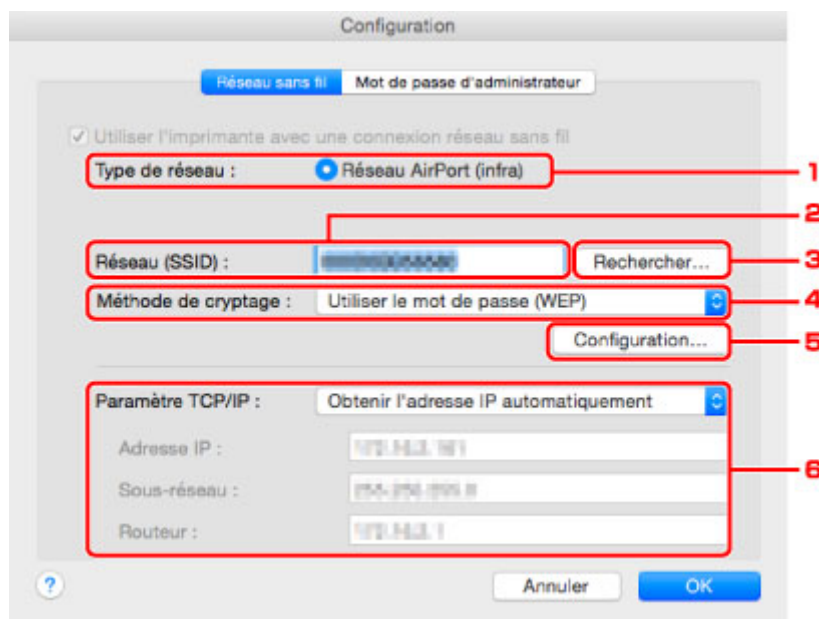 Configuration
Réseau sans fil Mot de passe d'administrateur
Utiliser l'imprimante avec une connexion réseau sans fil
Type de réseau : Réseau AirPort (infra) 1
2
Réseau (SSID) : Rechercher... 3
Méthode de cryptage : Utiliser le mot de passe (WEP) 4
Configuration... 5
Paramètre TCP/IP : Obtenir l'adresse IP automatiquement
Adresse IP :
6
Sous-réseau :
Routeur :
? Annuler OK